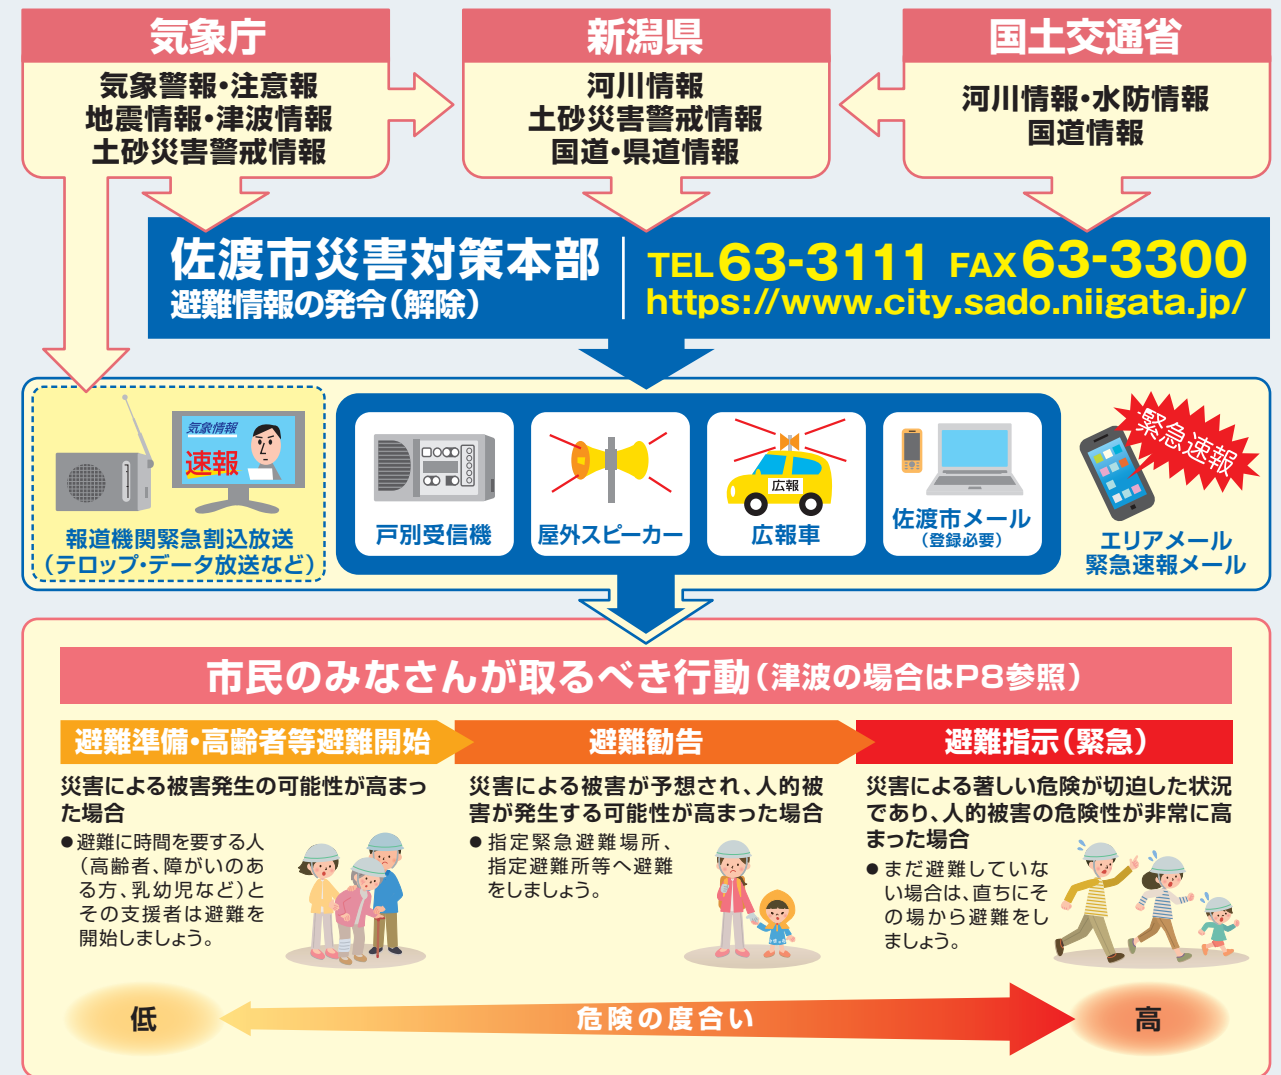 気象庁
気象警報・注意報
地震情報・津波情報
土砂災害警戒情報
新潟県
河川情報
土砂災害警戒情報
国道・県道情報
国土交通省
河川情報・水防情報
国道情報
佐渡市災害対策本部
避難情報の発令（解除）
TEL63-3111 FAX63-3300
https://www.city.sado.niigata.jp/
気象情報
速報
報道機関緊急割込放送
（テロップ・データ放送など）
戸別受信機
屋外スピーカー
広報
広報車
佐渡市メール
（登録必要）
緊急速報
エリアメール
緊急速報メール
市民のみなさんが取るべき行動（津波の場合はP8参照）
避難準備・高齢者等避難開始
災害による被害発生の可能性が高まっ
た場合
●避難に時間を要する人
（高齢者、障がいのあ
る方、乳幼児など）と
その支援者は避難を
開始しましょう。
避難勧告
災害による被害が予想され、人的被
害が発生する可能性が高まった場合
●指定緊急避難場所、
指定避難所等へ避難
をしましょう。
避難指示（緊急）
災害による著しい危険が切迫した状況
であり、人的被害の危険性が非常に高
まった場合
●まだ避難していな
い場合は、直ちにそ
の場から避難をし
ましょう。
低
危険の度合い
高